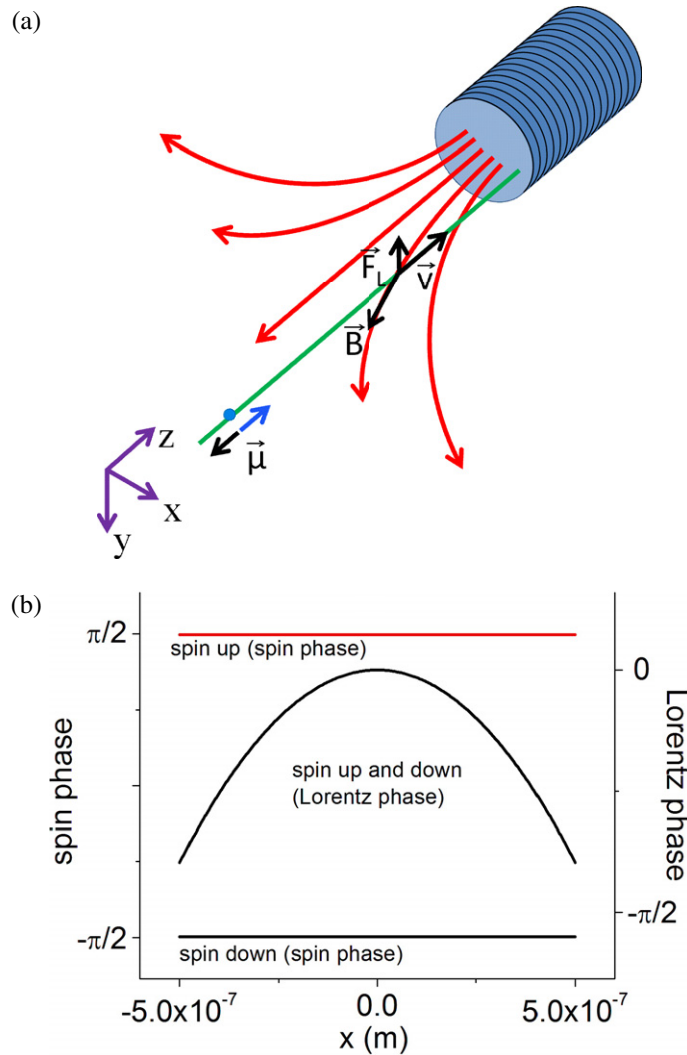 (a)
F_L
v
B
μ
z
x
y
(b)
π/2
spin up (spin phase)
0
spin up and down
(Lorentz phase)
spin phase
Lorentz phase
-π/2
-π/2
spin down (spin phase)
-5.0x10⁻⁷
0.0
5.0x10⁻⁷
x (m)